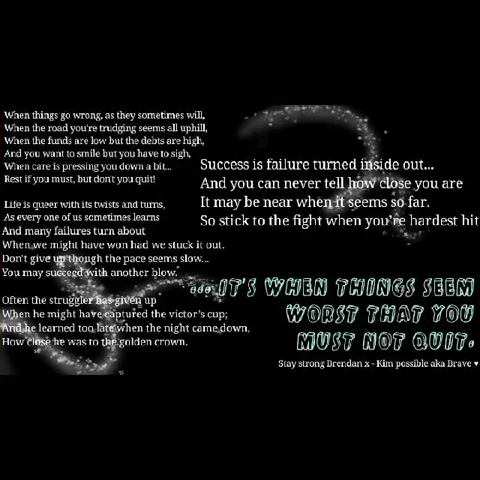 When things go wrong, as they sometimes will,
When the road you're trudging seems all uphill,
When the funds are low but the debts are high,
And you want to smile but you have to sigh,
When care is pressing you down a bit...
Rest if you must, but don't you quit!
Life is queer with its twists and turns,
As every one of us sometimes learns
And many failures turn about
When we might have won had we stuck it out.
Don't give up though the pace seems slow...
You may succeed with another blow.
Often the struggler has given up
When he might have captured the victor's cup;
And he learned too late when the night came down,
How close he was to the golden crown.
Success is failure turned inside out...
And you can never tell how close you are
It may be near when it seems so far.
So stick to the fight when you're hardest hit
... IT'S WHEN THINGS SEEM
WORST THAT YOU
MUST NOT QUIT.
Stay strong Brendan x - Kim possible aka Brave ♥